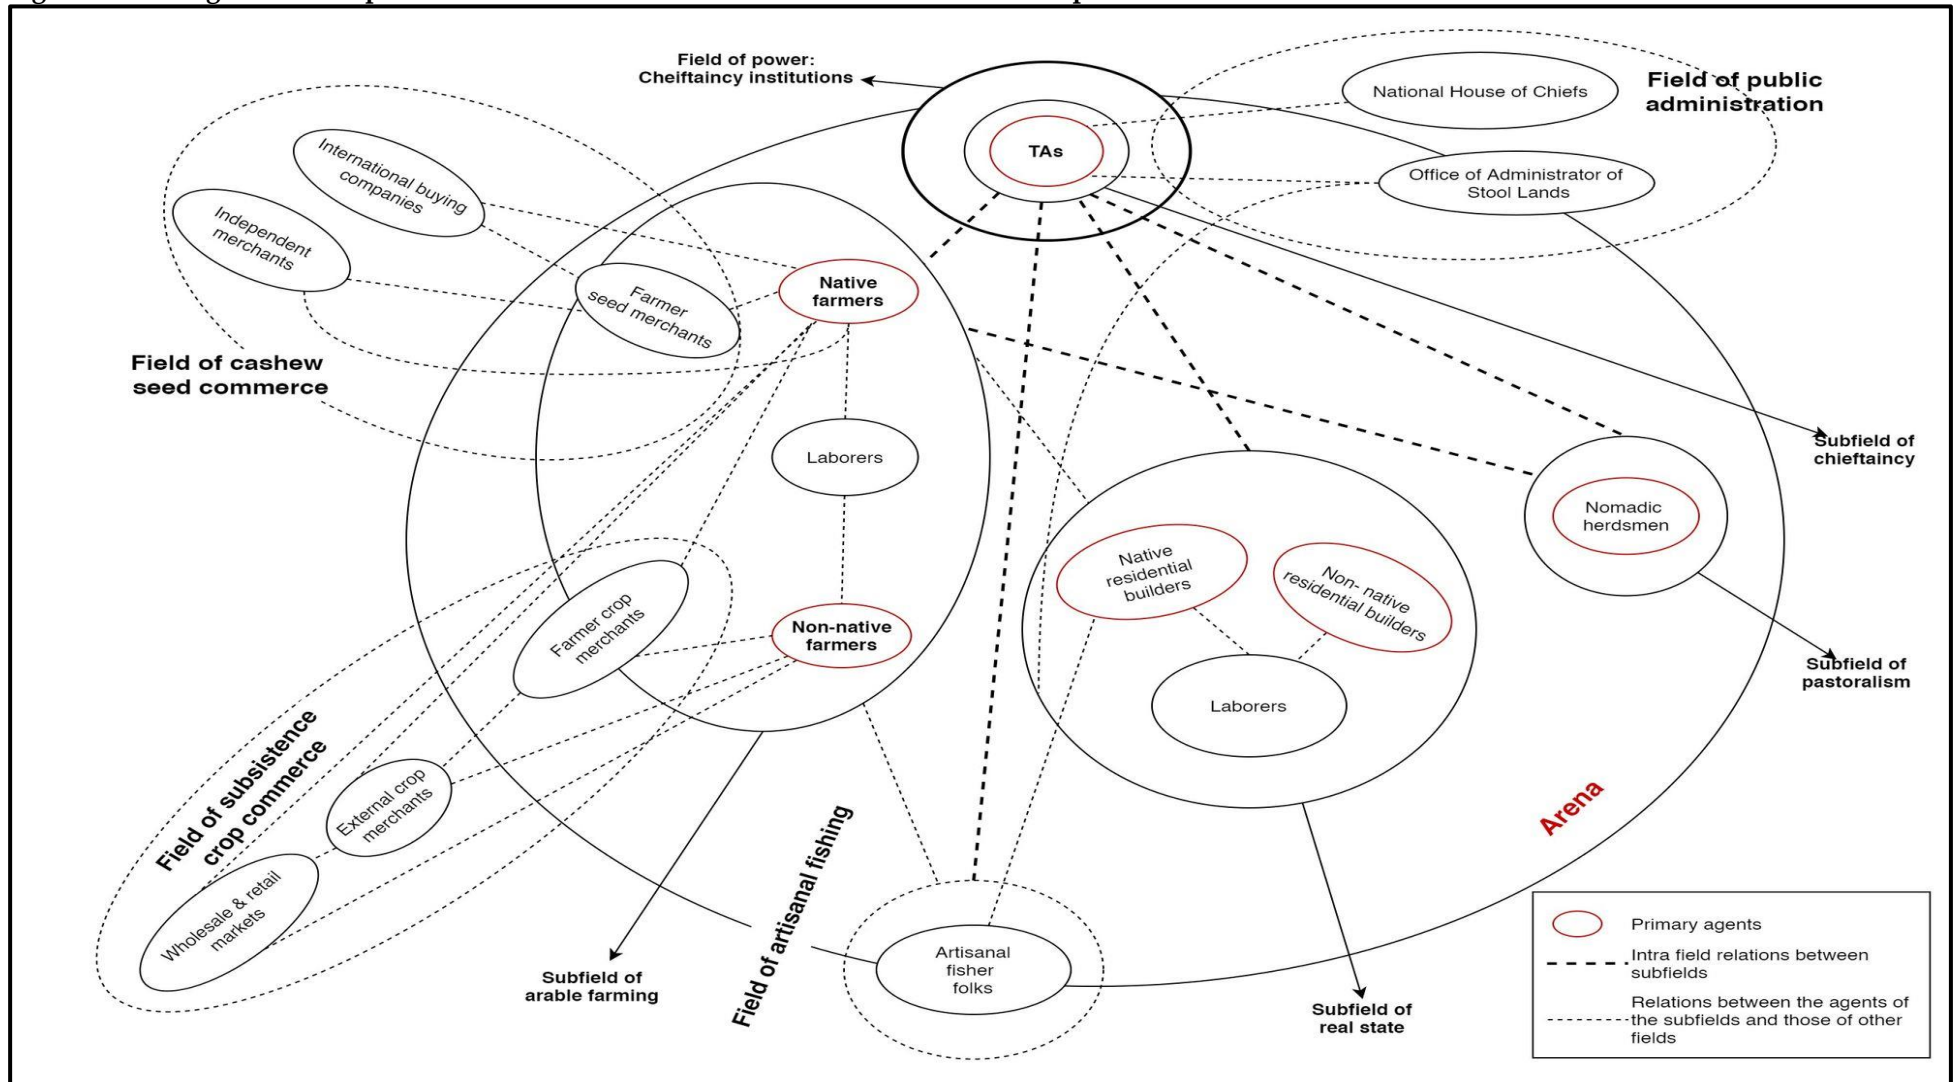 Field of power:
Cheiftaincy institutions
TAs
National House of Chiefs
Field of public
administration
Office of Administrator of
Stool Lands
International buying
companies
Independent
merchants
Farmer
seed merchants
Native
farmers
Field of cashew
seed commerce
Laborers
Subfield of
chieftaincy
Nomadic
herdsmen
Native
residential
builders
Non- native
residential builders
Farmer crop
merchants
Non-native
farmers
Laborers
Subfield of
pastoralism
Field of subsistence
crop commerce
External crop
merchants
Wholesale & retail
markets
Arena
Field of artisanal fishing
Artisanal
fisher
folks
Subfield of
arable farming
Subfield of
real state
Primary agents
Intra field relations between
subfields
Relations between the agents of
the subfields and those of other
fields